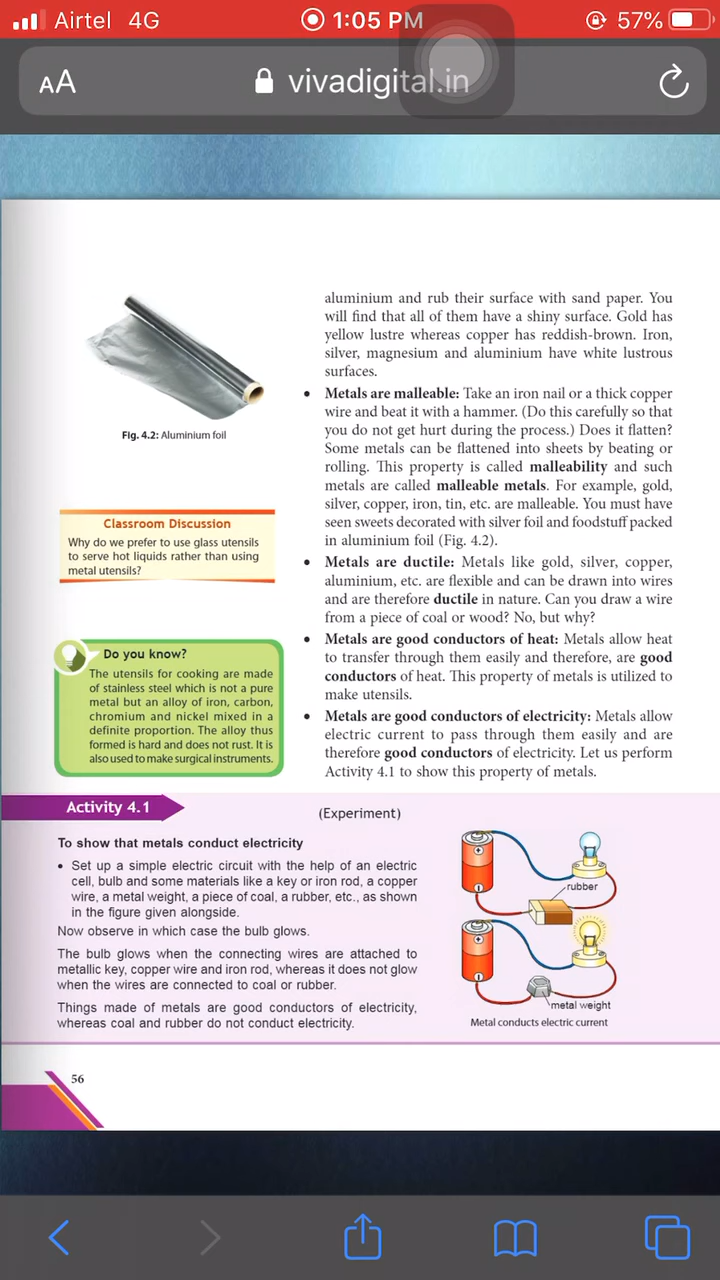 Airtel 4G 1:05 PM 57%
AA vivadigital.in
aluminium and rub their surface with sand paper. You
will find that all of them have a shiny surface. Gold has
yellow lustre whereas copper has reddish-brown. Iron,
silver, magnesium and aluminium have white lustrous
surfaces.
• Metals are malleable: Take an iron nail or a thick copper
wire and beat it with a hammer. (Do this carefully so that
you do not get hurt during the process.) Does it flatten?
Some metals can be flattened into sheets by beating or
rolling. This property is called malleability and such
metals are called malleable metals. For example, gold,
silver, copper, iron, tin, etc. are malleable. You must have
seen sweets decorated with silver foil and foodstuff packed
in aluminium foil (Fig. 4.2).
• Metals are ductile: Metals like gold, silver, copper,
aluminium, etc. are flexible and can be drawn into wires
and are therefore ductile in nature. Can you draw a wire
from a piece of coal or wood? No, but why?
• Metals are good conductors of heat: Metals allow heat
to transfer through them easily and therefore, are good
conductors of heat. This property of metals is utilized to
make utensils.
• Metals are good conductors of electricity: Metals allow
electric current to pass through them easily and are
therefore good conductors of electricity. Let us perform
Activity 4.1 to show this property of metals.
Fig. 4.2: Aluminium foil
Classroom Discussion
Why do we prefer to use glass utensils
to serve hot liquids rather than using
metal utensils?
Do you know?
The utensils for cooking are made
of stainless steel which is not a pure
metal but an alloy of iron, carbon,
chromium and nickel mixed in a
definite proportion. The alloy thus
formed is hard and does not rust. It is
also used to make surgical instruments.
Activity 4.1
(Experiment)
To show that metals conduct electricity
• Set up a simple electric circuit with the help of an electric
cell, bulb and some materials like a key or iron rod, a copper
wire, a metal weight, a piece of coal, a rubber, etc., as shown
in the figure given alongside.
Now observe in which case the bulb glows.
The bulb glows when the connecting wires are attached to
metallic key, copper wire and iron rod, whereas it does not glow
when the wires are connected to coal or rubber.
Things made of metals are good conductors of electricity,
whereas coal and rubber do not conduct electricity.
rubber
metal weight
Metal conducts electric current
56